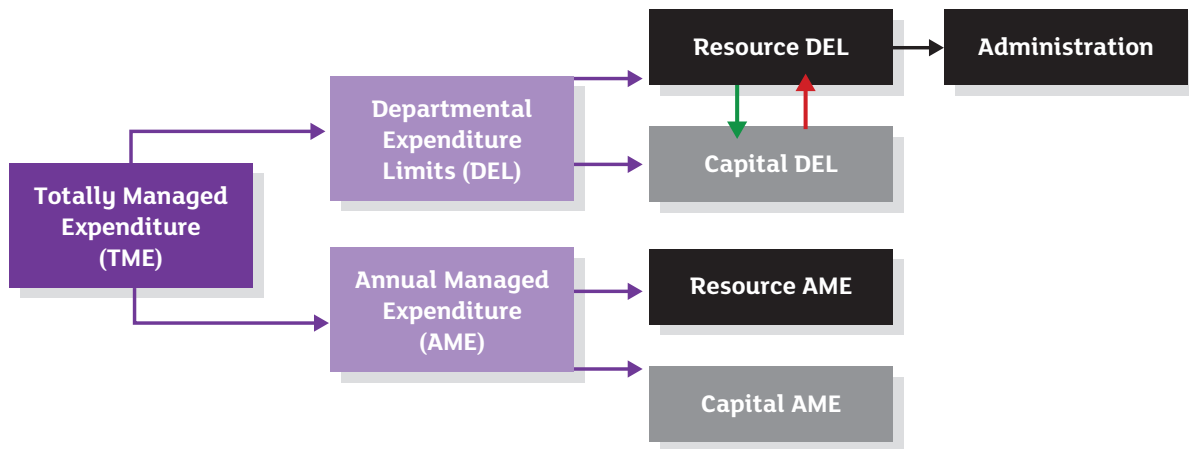 Resource DEL
Administration
Departmental
Expenditure
Limits (DEL)
Capital DEL
Totally Managed
Expenditure
(TME)
Annual Managed
Expenditure
(AME)
Resource AME
Capital AME